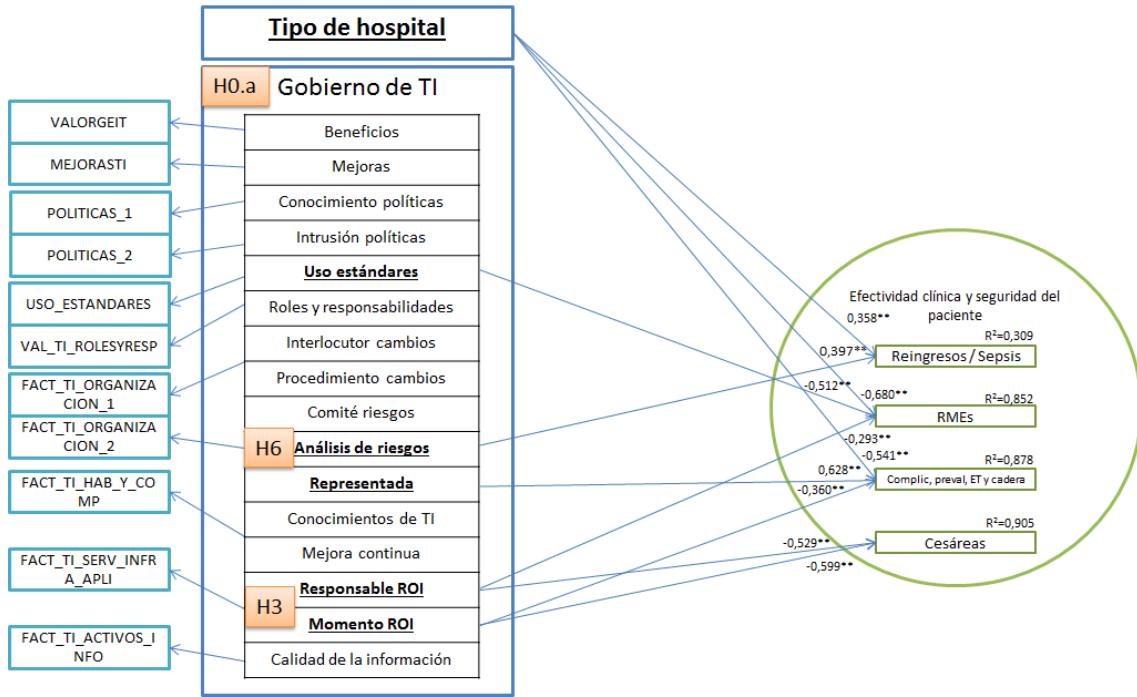 Tipo de hospital
H0.a
Gobierno de TI
VALORGEIT
MEJORASTI
POLITICAS_1
POLITICAS_2
USO_ESTANDARES
VAL_TI_ROLESYRESP
FACT_TI_ORGANIZA
CION_1
FACT_TI_ORGANIZA
CION_2
FACT_TI_HAB_Y_CO
MP
FACT_TI_SERV_INFR
A_APLI
FACT_TI_ACTIVOS_I
NFO
Beneficios
Mejoras
Conocimiento políticas
Intrusión políticas
Uso estándares
Roles y responsabilidades
Interlocutor cambios
Procedimiento cambios
Comité riesgos
H6
Análisis de riesgos
Representada
Conocimientos de TI
Mejora continua
Responsable ROI
H3
Momento ROI
Calidad de la información
Efectividad clínica y seguridad del
paciente
0,358**
R²=0,309
0,397**
Reingresos / Sepsis
-0,512**
-0,680**
R²=0,852
RMEs
-0,293**
-0,541**
R²=0,878
0,628**
-0,360**
Complic, preval, ET y cadera
R²=0,905
-0,529**
Cesáreas
-0,599**